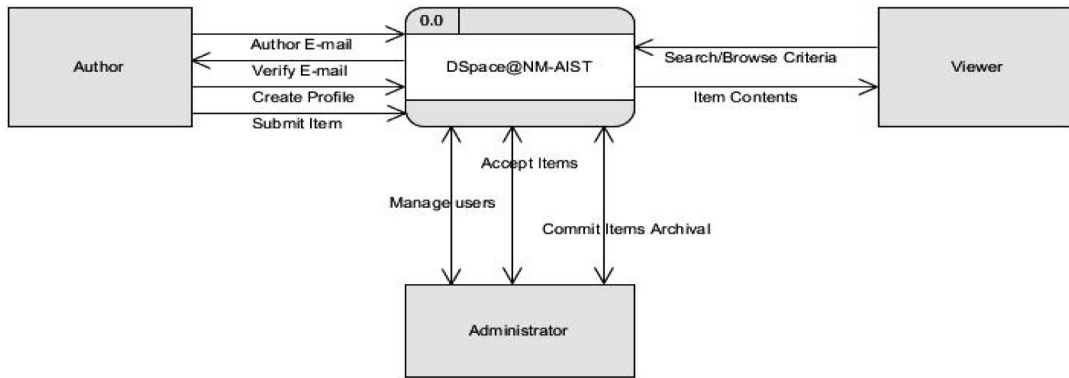 0.0
Author
Author E-mail
Verify E-mail
Create Profile
Submit Item
DSpace@NM-AIST
Search/Browse Criteria
Item Contents
Viewer
Accept Items
Manage users
Commit Items Archival
Administrator